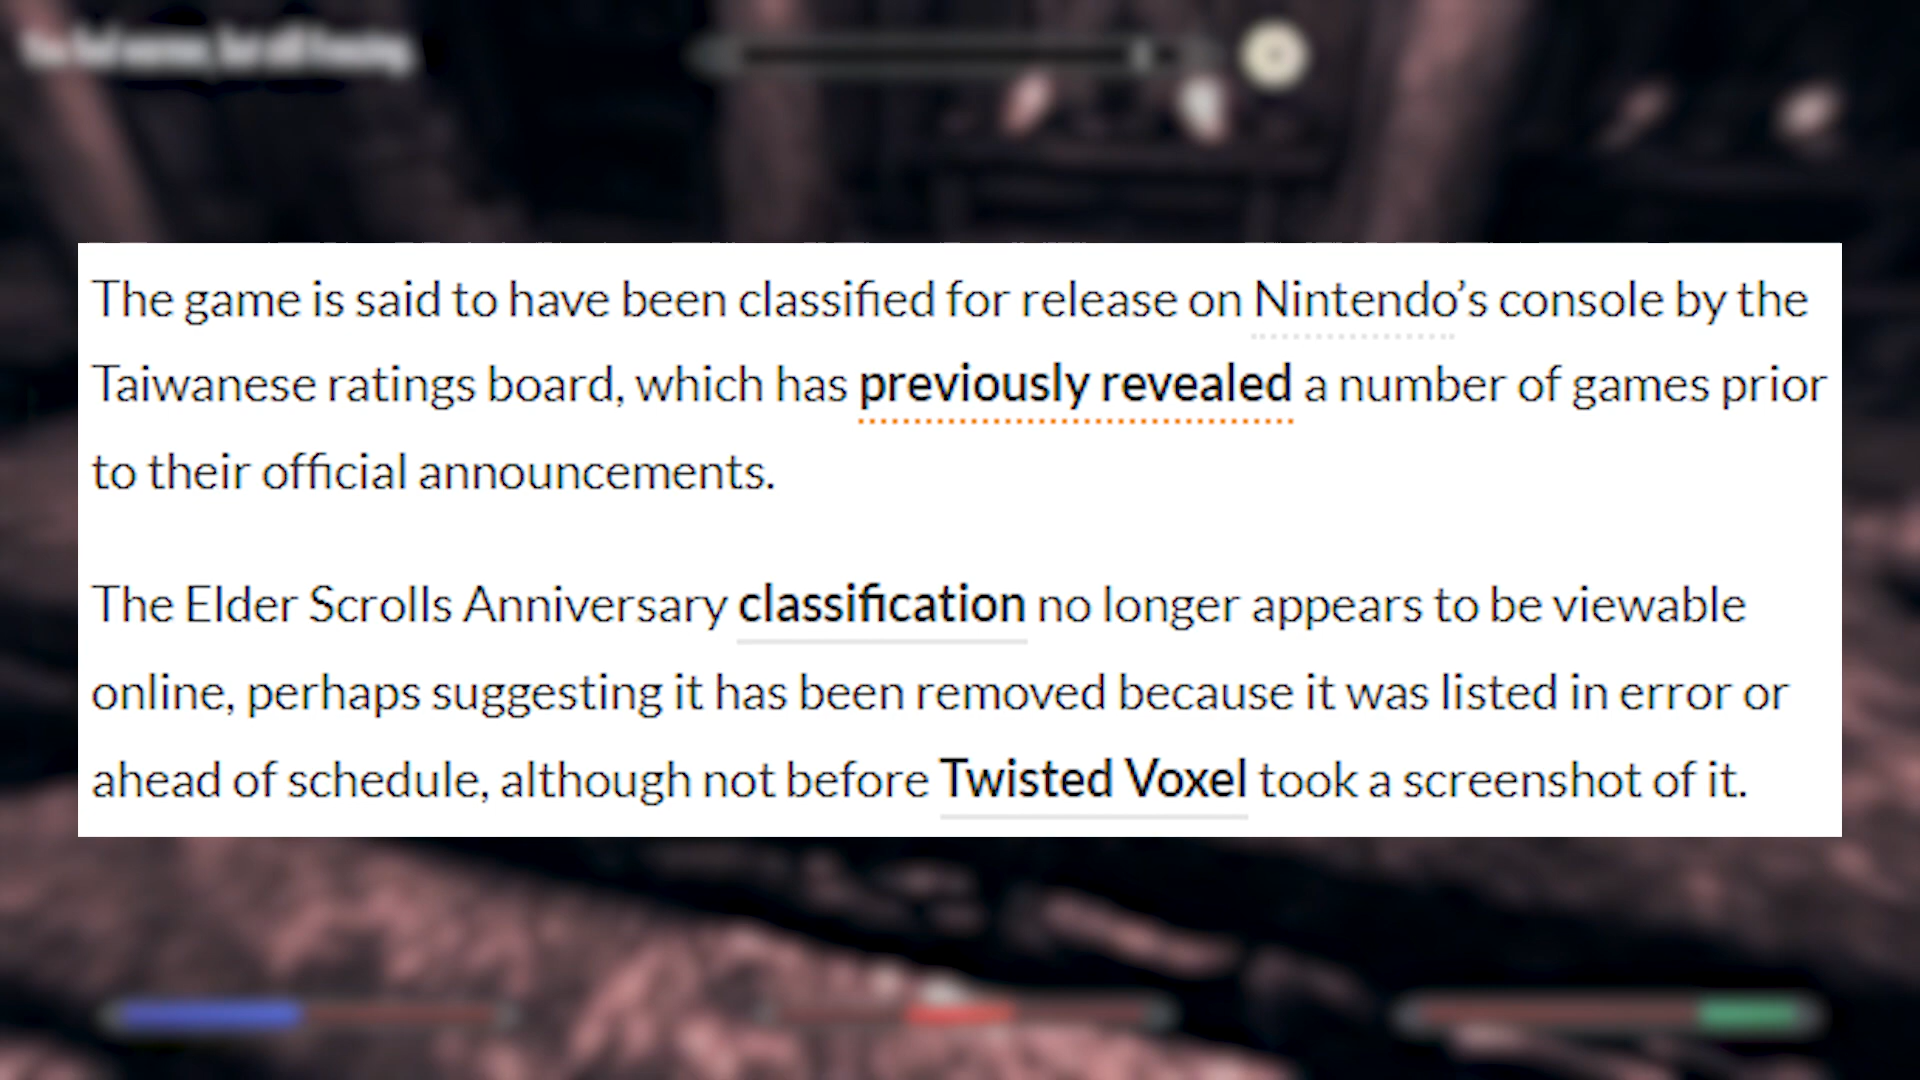 The game is said to have been classified for release on Nintendo’s console by the
Taiwanese ratings board, which has previously revealed a number of games prior
to their official announcements.
The Elder Scrolls Anniversary classification no longer appears to be viewable
online, perhaps suggesting it has been removed because it was listed in error or
ahead of schedule, although not before Twisted Voxel took a screenshot of it.